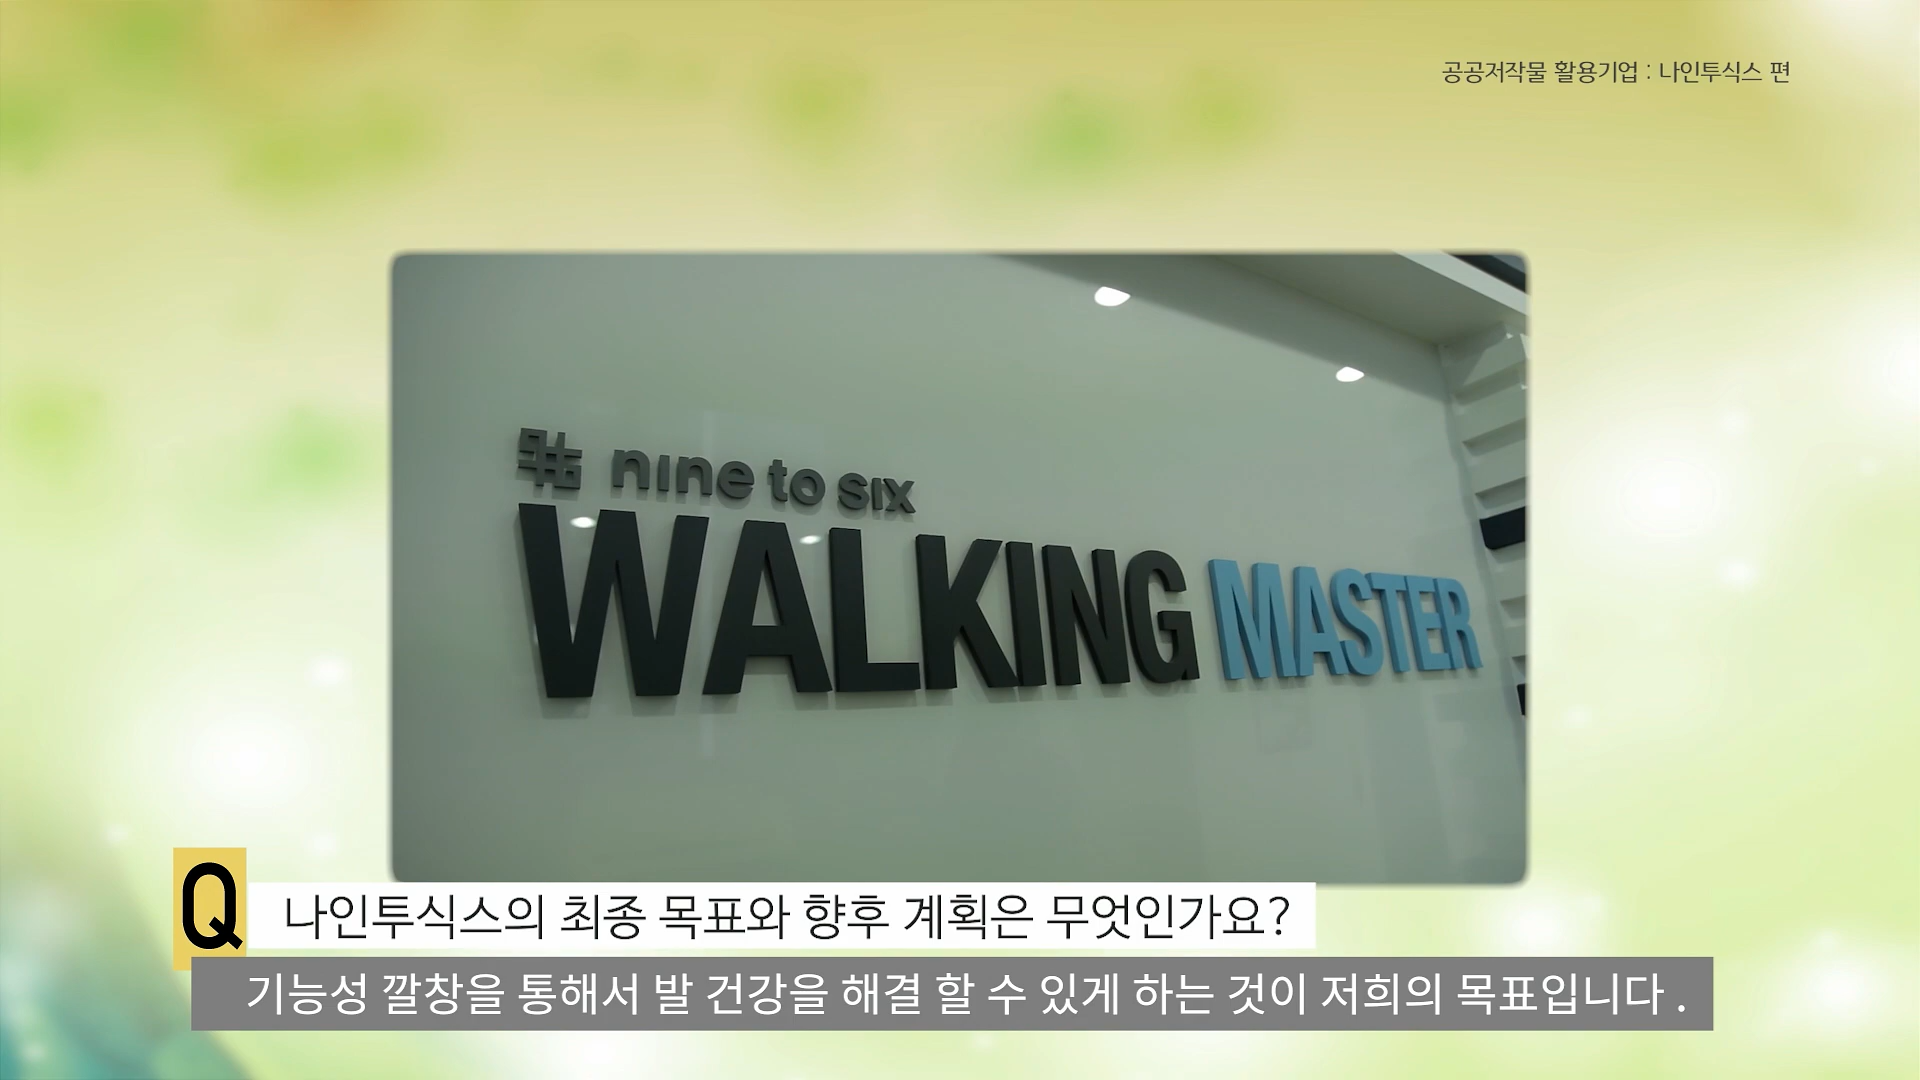 공공저작물 활용기업 : 나인투식스 편
nine to six
WALKING MASTER
Q 나인투식스의 최종 목표와 향후 계획은 무엇인가요?
기능성 깔창을 통해서 발 건강을 해결 할 수 있게 하는 것이 저희의 목표입니다 .